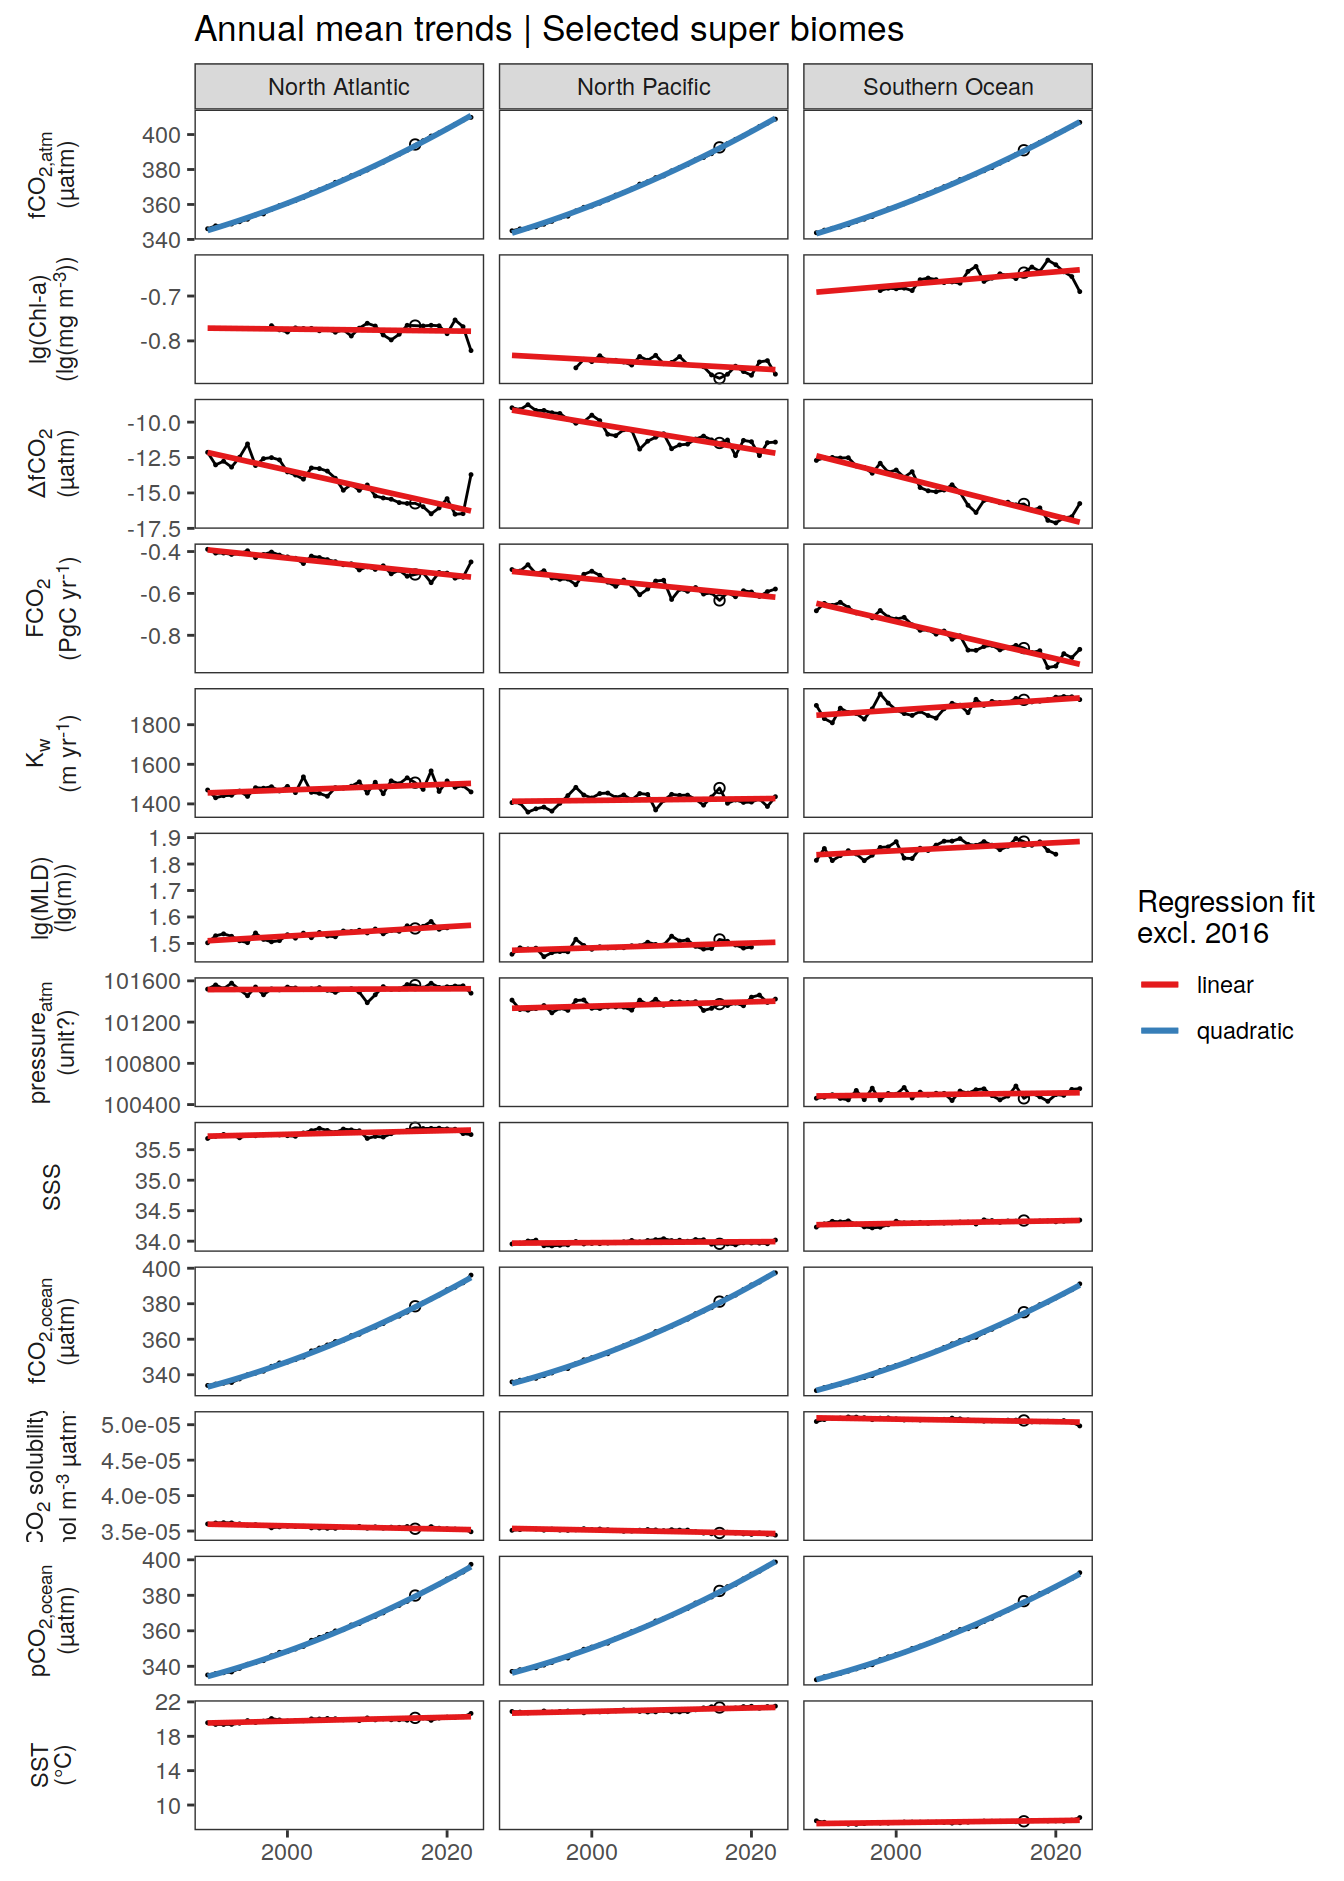 Annual mean trends | Selected super biomes
North Atlantic
North Pacific
Southern Ocean
fCO2,atm
(µatm)
400
380
360
340
lg(Chl-a)
(lg(mg m-3))
-0.7
-0.8
ΔfCO2
(µatm)
-10.0
-12.5
-15.0
-17.5
FCO2
(PgC yr-1)
-0.4
-0.6
-0.8
Kw
(m yr-1)
1800
1600
1400
lg(MLD)
(lg(m))
1.9
1.8
1.7
1.6
1.5
pressureatm
(unit?)
101600
101200
100800
100400
SSS
35.5
35.0
34.5
34.0
fCO2,ocean
(µatm)
400
380
360
340
CO2 solubility
nol m-3 µatm-
5.0e-05
4.5e-05
4.0e-05
3.5e-05
pCO2,ocean
(µatm)
400
380
360
340
SST
(°C)
22
18
14
10
2000
2020
2000
2020
2000
2020
Regression fit
excl. 2016
linear
quadratic